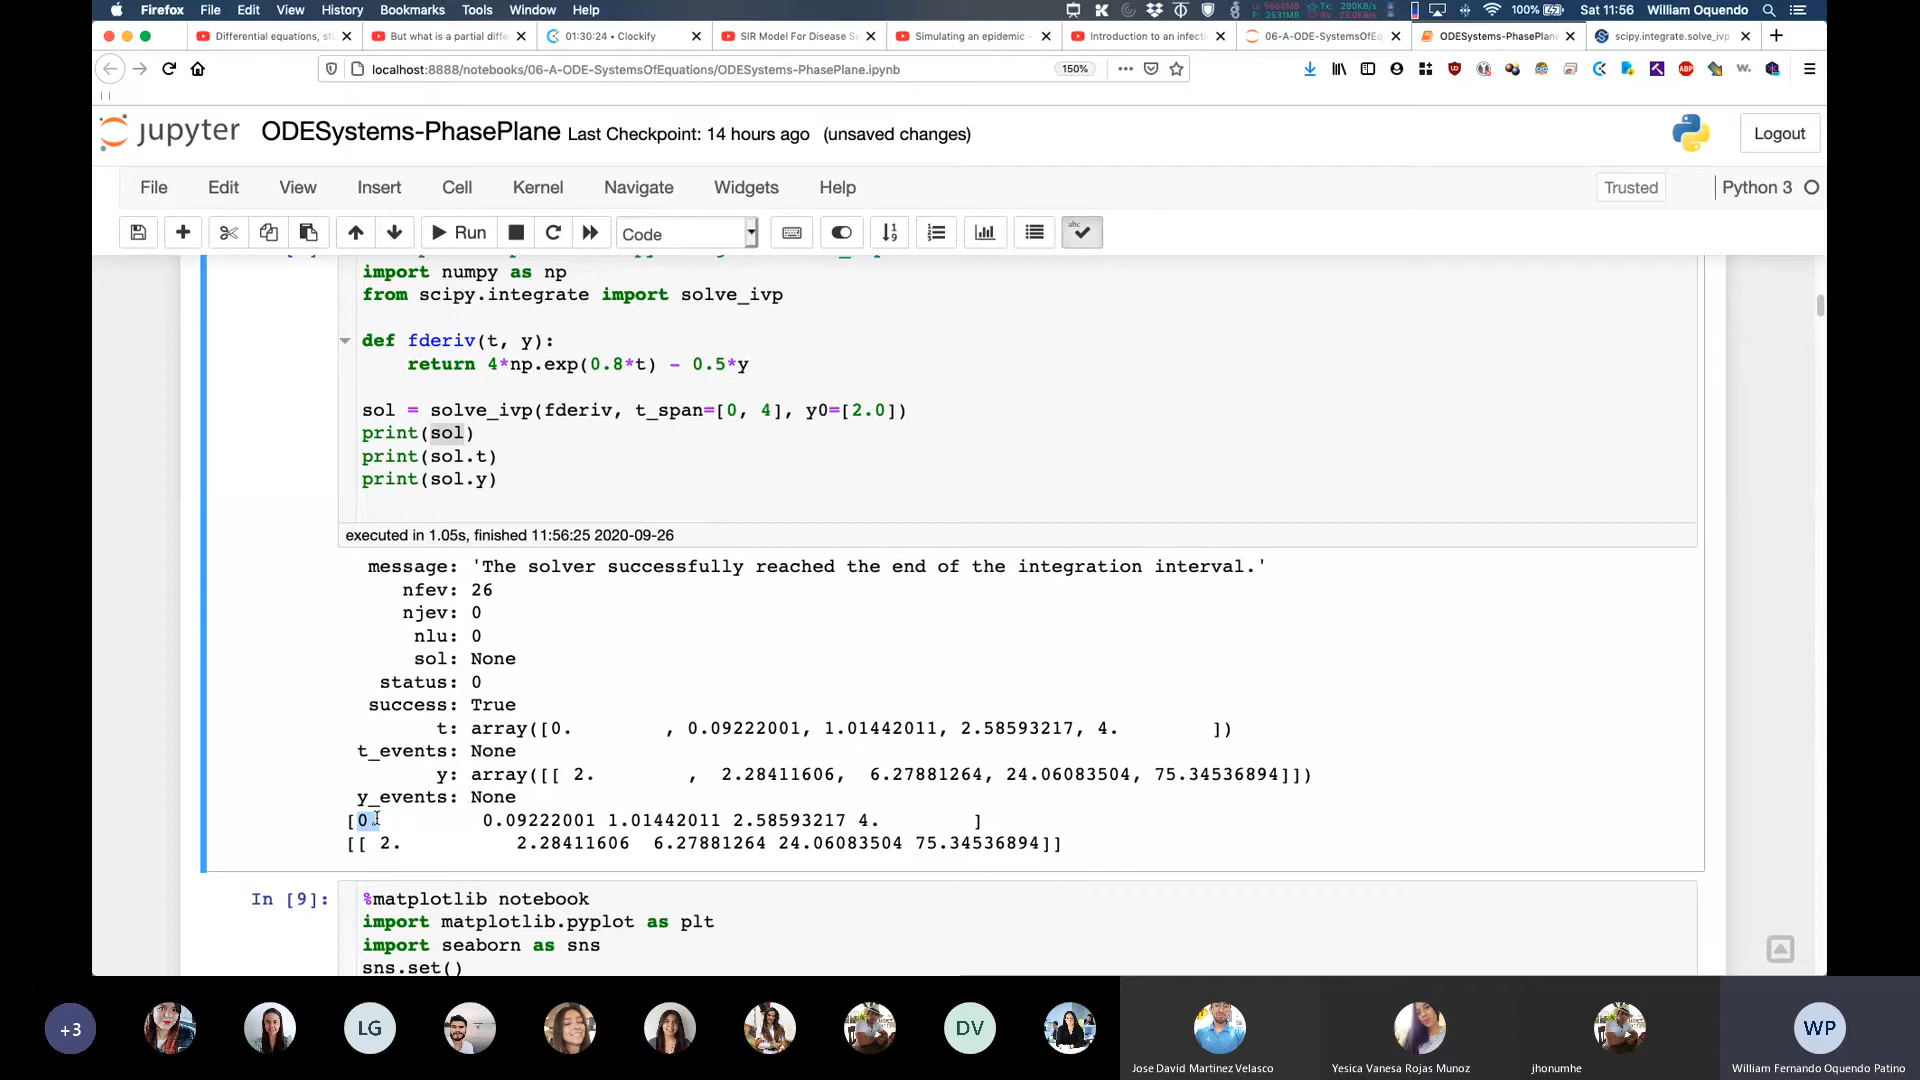 Firefox File Edit View History Bookmarks Tools Window Help 100% Sat 11:56 William Oquendo
Differential equations, st But what is a partial diffe 01:30:24 • Clockify SIR Model For Disease S Simulating an epidemic - Introduction to an infecti 06-A-ODE-SystemsOfEq ODESystems-PhasePlane scipy.integrate.solve_ivp
localhost:8888/notebooks/06-A-ODE-SystemsOfEquations/ODESystems-PhasePlane.ipynb 150%
jupyter ODESystems-PhasePlane Last Checkpoint: 14 hours ago (unsaved changes) Logout
File Edit View Insert Cell Kernel Navigate Widgets Help Trusted Python 3
Run Code
import numpy as np
from scipy.integrate import solve_ivp
def fderiv(t, y):
return 4*np.exp(0.8*t) - 0.5*y
sol = solve_ivp(fderiv, t_span=[0, 4], y0=[2.0])
print(sol)
print(sol.t)
print(sol.y)
executed in 1.05s, finished 11:56:25 2020-09-26
message: 'The solver successfully reached the end of the integration interval.'
nfev: 26
njev: 0
nlu: 0
sol: None
status: 0
success: True
t: array([0. , 0.09222001, 1.01442011, 2.58593217, 4. ])
t_events: None
y: array([[ 2. , 2.28411606, 6.27881264, 24.06083504, 75.34536894]])
y_events: None
[0. 0.09222001 1.01442011 2.58593217 4. ]
[[ 2. 2.28411606 6.27881264 24.06083504 75.34536894]]
In [9]: %matplotlib notebook
import matplotlib.pyplot as plt
import seaborn as sns
sns.set()
+3 LG DV WP
Jose David Martinez Velasco Yesica Vanesa Rojas Munoz jhonumhe William Fernando Oquendo Patino